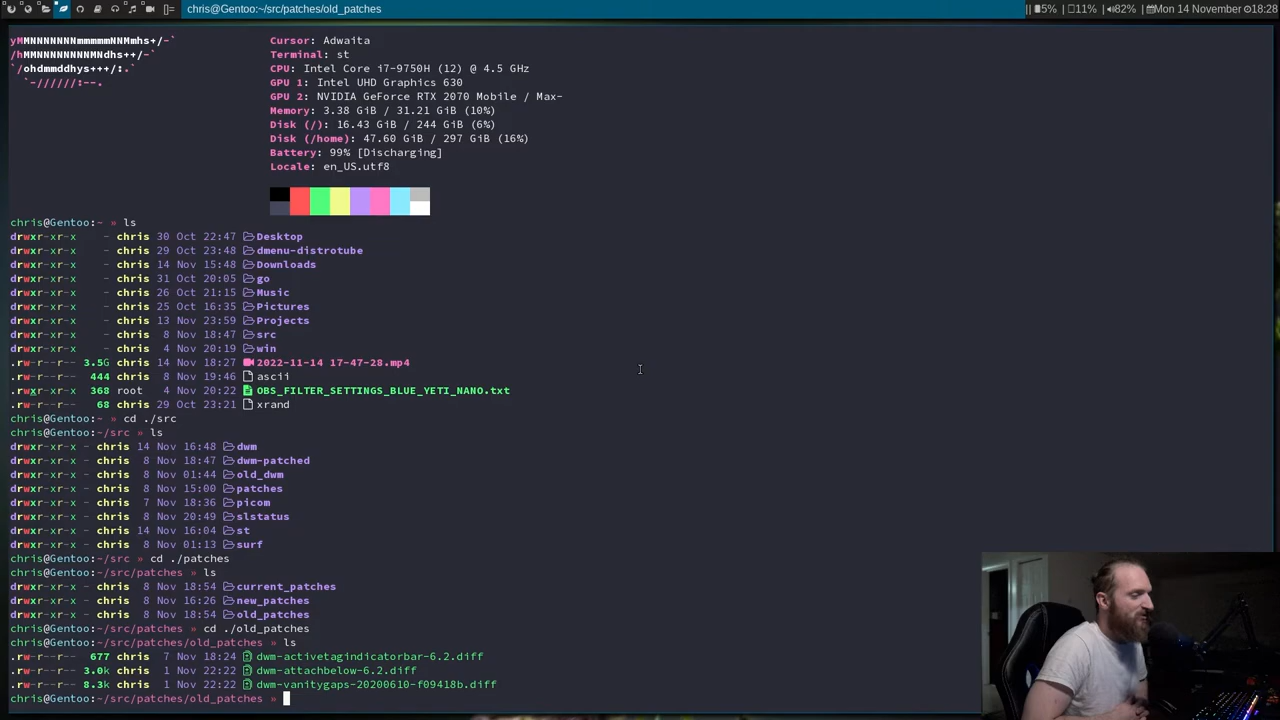 []= chris@Gentoo:~/src/patches/old_patches 5% | 11% | 82% | Mon 14 November 18:28
yMMNNNNNNmmmmmNNMmhs+/-` Cursor: Adwaita
/hMMNNNNNNNNMNdhs++/-` Terminal: st
`/ohdmmddhys+++/:.` CPU: Intel Core i7-9750H (12) @ 4.5 GHz
`-//////:--. GPU 1: Intel UHD Graphics 630
GPU 2: NVIDIA GeForce RTX 2070 Mobile / Max-
Memory: 3.38 GiB / 31.21 GiB (10%)
Disk (/): 16.43 GiB / 244 GiB (6%)
Disk (/home): 47.60 GiB / 297 GiB (16%)
Battery: 99% [Discharging]
Locale: en_US.utf8
chris@Gentoo:~ » ls
drwxr-xr-x - chris 30 Oct 22:47 Desktop
drwxr-xr-x - chris 29 Oct 23:48 dmenu-distrotube
drwxr-xr-x - chris 14 Nov 15:48 Downloads
drwxr-xr-x - chris 31 Oct 20:05 go
drwxr-xr-x - chris 26 Oct 21:15 Music
drwxr-xr-x - chris 25 Oct 16:35 Pictures
drwxr-xr-x - chris 13 Nov 23:59 Projects
drwxr-xr-x - chris 8 Nov 18:47 src
drwxr-xr-x - chris 4 Nov 20:19 win
.rw-r--r-- 3.5G chris 14 Nov 18:27 2022-11-14 17-47-28.mp4
.rw-r--r-- 444 chris 8 Nov 19:46 ascii
.rwxr-xr-x 368 root 4 Nov 20:22 OBS_FILTER_SETTINGS_BLUE_YETI_NANO.txt
.rw-r--r-- 68 chris 29 Oct 23:21 xrand
chris@Gentoo:~ » cd ./src
chris@Gentoo:~/src » ls
drwxr-xr-x - chris 14 Nov 16:48 dwm
drwxr-xr-x - chris 8 Nov 18:47 dwm-patched
drwxr-xr-x - chris 8 Nov 01:44 old_dwm
drwxr-xr-x - chris 8 Nov 15:00 patches
drwxr-xr-x - chris 7 Nov 18:36 picom
drwxr-xr-x - chris 8 Nov 20:49 slstatus
drwxr-xr-x - chris 14 Nov 16:04 st
drwxr-xr-x - chris 8 Nov 01:13 surf
chris@Gentoo:~/src » cd ./patches
chris@Gentoo:~/src/patches » ls
drwxr-xr-x - chris 8 Nov 18:54 current_patches
drwxr-xr-x - chris 8 Nov 16:26 new_patches
drwxr-xr-x - chris 8 Nov 18:54 old_patches
chris@Gentoo:~/src/patches » cd ./old_patches
chris@Gentoo:~/src/patches/old_patches » ls
.rw-r--r-- 677 chris 7 Nov 18:24 dwm-activetagindicatorbar-6.2.diff
.rw-r--r-- 3.0k chris 1 Nov 22:22 dwm-attachbelow-6.2.diff
.rw-r--r-- 8.3k chris 1 Nov 22:22 dwm-vanitygaps-20200610-f09418b.diff
chris@Gentoo:~/src/patches/old_patches »